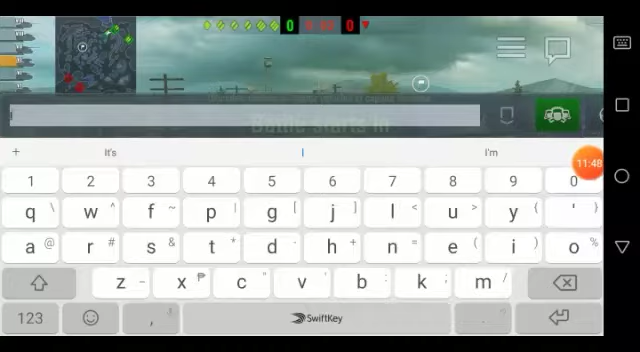 0 0
Battle starts in
11:48
It's I I'm
1 2 3 4 5 6 7 8 9 0
q \ w ^ f ~ p | g [ j ] l < u > y { ' }
a @ r # s & t * d - h + n = e ( i ) o %
z _ x ₱ c " v ' b : k ; m /
123 , SwiftKey .